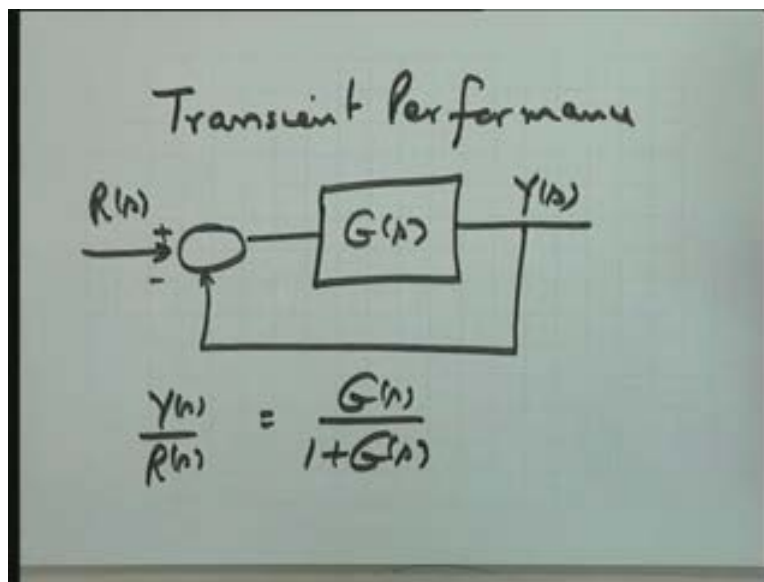 Transient Performance
R(s)
+
-
G(s)
Y(s)
Y(s)
R(s)
=
G(s)
1+G(s)